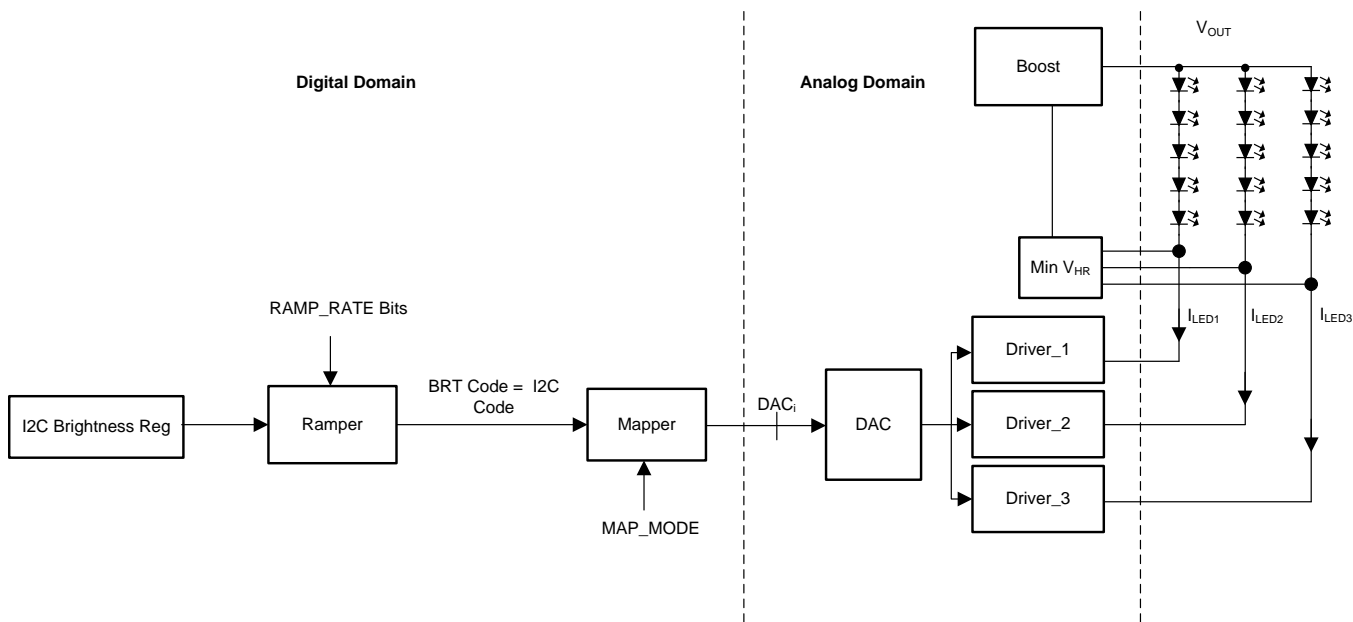 Digital Domain
Analog Domain
Boost
VOUT
Min VHR
RAMP_RATE Bits
ILED1
ILED2
ILED3
Driver_1
BRT Code =  I2C
Code
DACi
I2C Brightness Reg
Ramper
Mapper
DAC
Driver_2
Driver_3
MAP_MODE